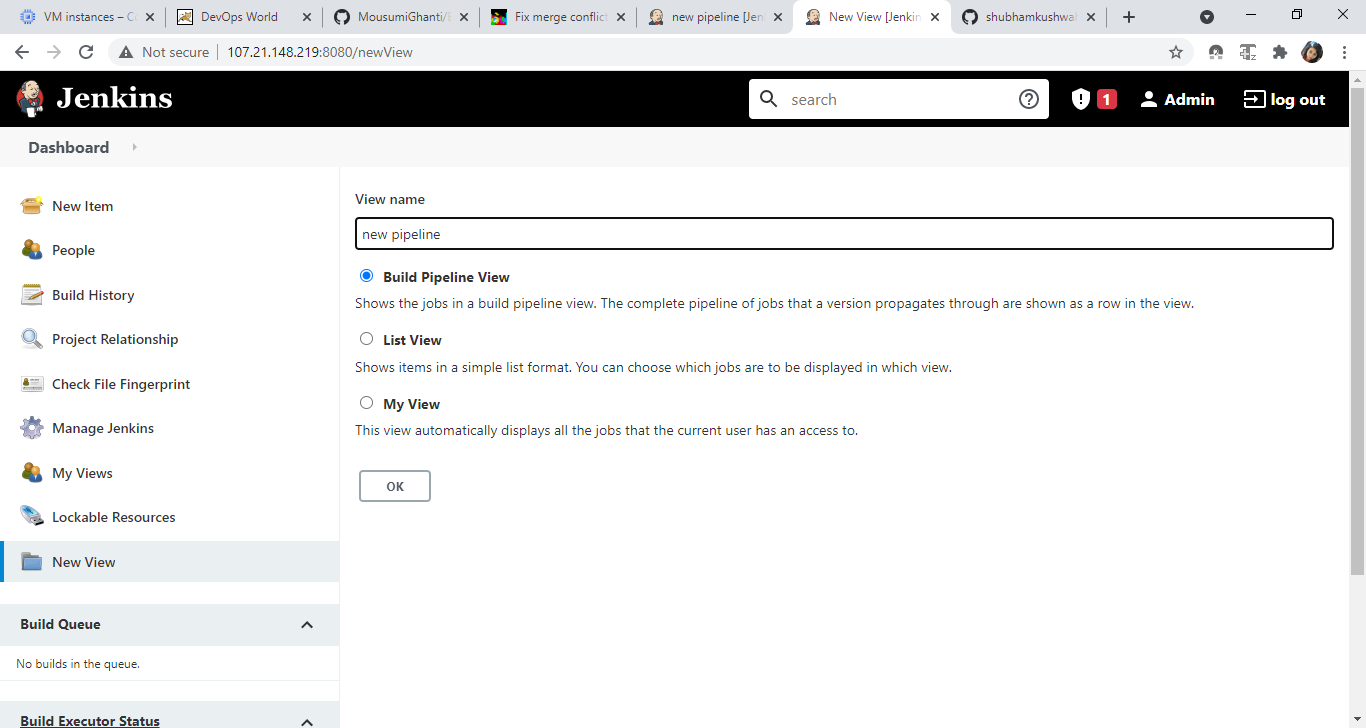 VM instances – C
DevOps World
MousumiGhanti/
Fix merge conflict
new pipeline [Jen
New View [Jenkin
shubhamkushwa
Not secure
107.21.148.219:8080/newView
Jenkins
search
1
Admin
log out
Dashboard
New Item
People
Build History
Project Relationship
Check File Fingerprint
Manage Jenkins
My Views
Lockable Resources
New View
Build Queue
No builds in the queue.
Build Executor Status
View name
new pipeline
Build Pipeline View
Shows the jobs in a build pipeline view. The complete pipeline of jobs that a version propagates through are shown as a row in the view.
List View
Shows items in a simple list format. You can choose which jobs are to be displayed in which view.
My View
This view automatically displays all the jobs that the current user has an access to.
OK